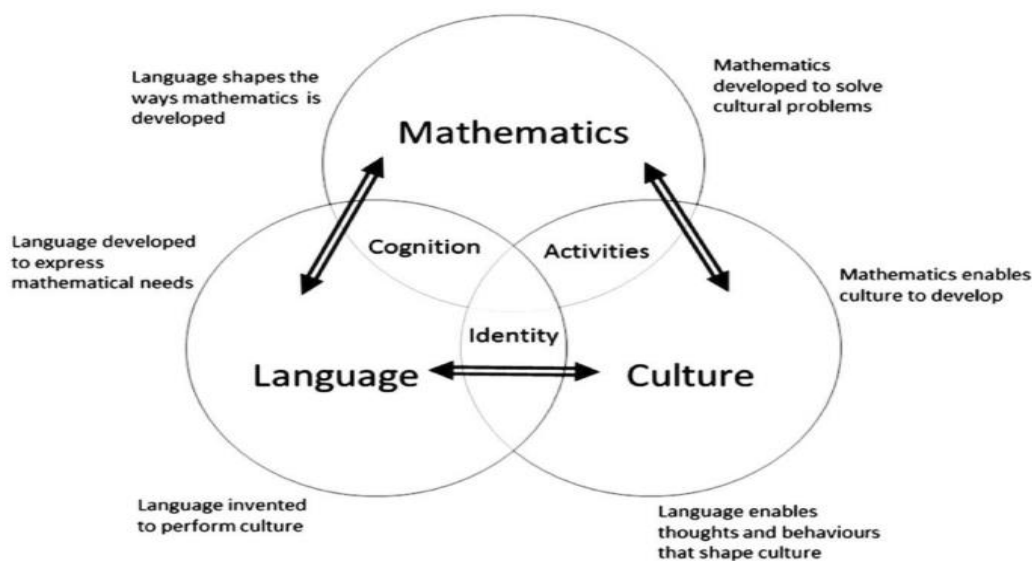 Language shapes the
ways mathematics is
developed
Mathematics
developed to solve
cultural problems
Mathematics
Language developed
to express
mathematical needs
Cognition
Activities
Mathematics enables
culture to develop
Identity
Language
Culture
Language invented
to perform culture
Language enables
thoughts and behaviours
that shape culture